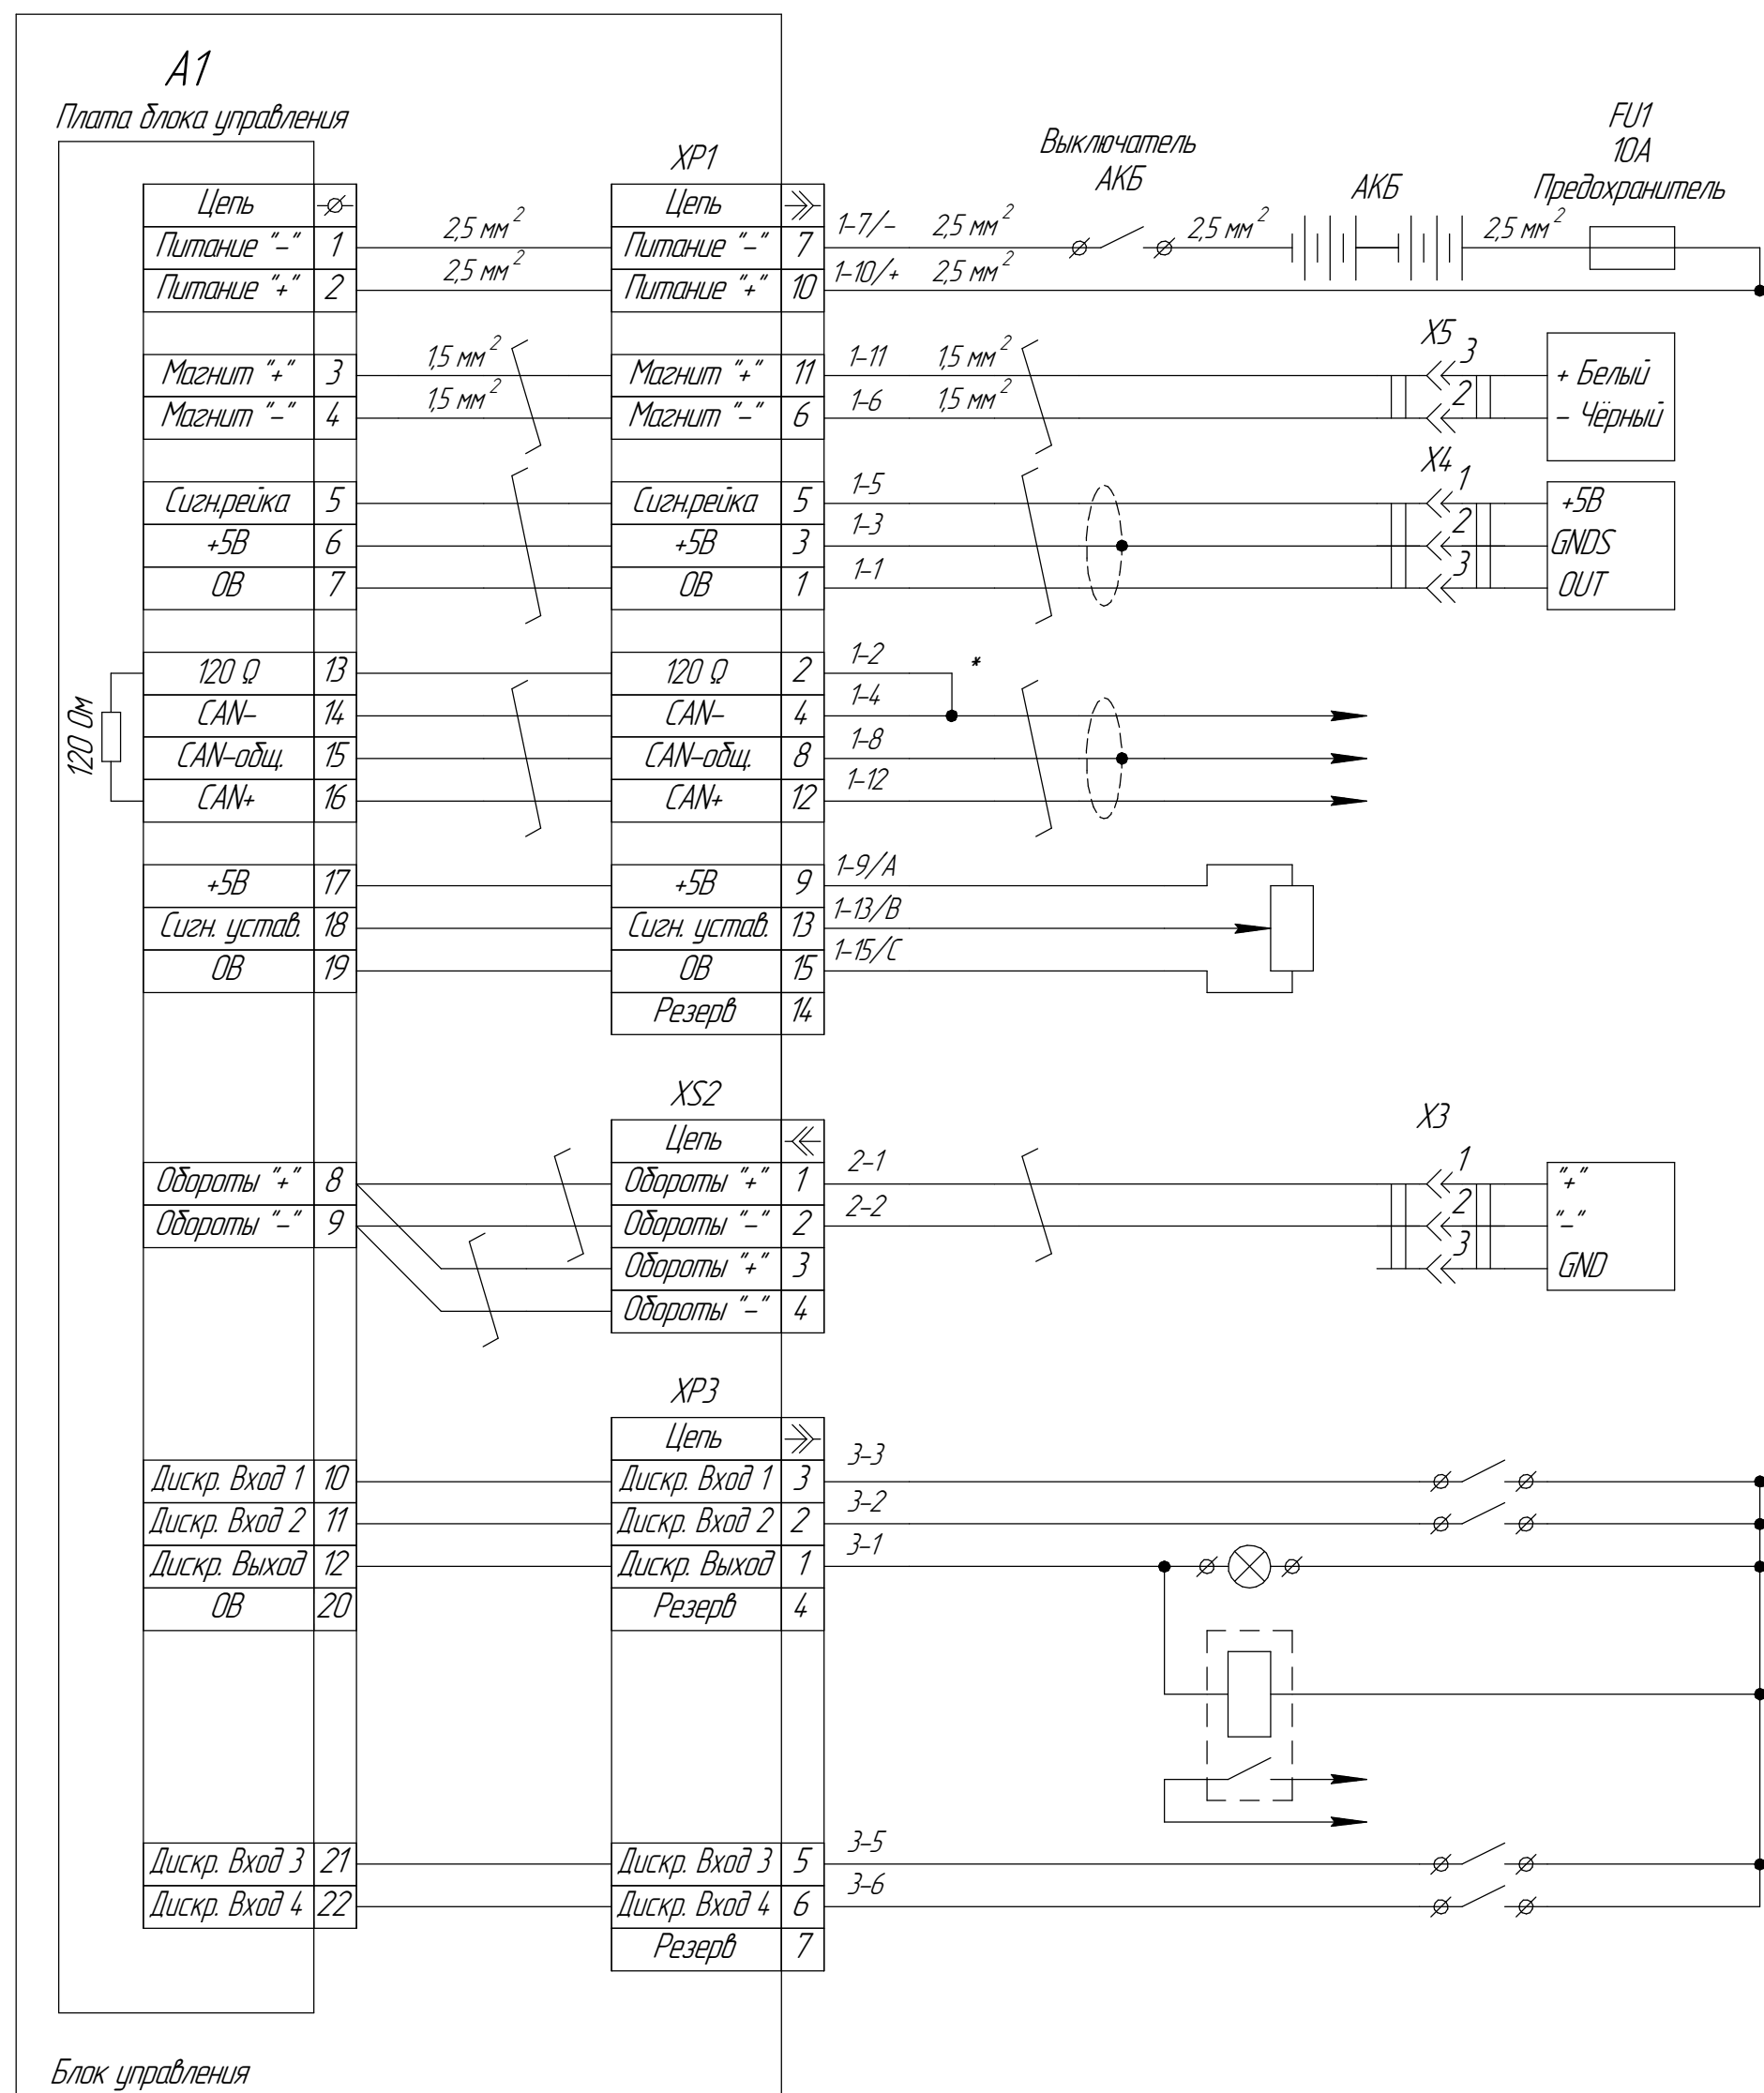 А1
Плата блока управления
FU1
10А
Предохранитель
Выключатель
АКБ
АКБ
XP1
Цепь
Цепь
Питание "-" 1 2,5 мм² Питание "-" 7 1-7/- 2,5 мм² 2,5 мм² 2,5 мм²
Питание "+" 2 2,5 мм² Питание "+" 10 1-10/+ 2,5 мм²
X5
Магнит "+" 3 1,5 мм² Магнит "+" 11 1-11 1,5 мм² 3 + Белый
Магнит "-" 4 1,5 мм² Магнит "-" 6 1-6 1,5 мм² 2 - Чёрный
X4
Сигн.рейка 5 Сигн.рейка 5 1-5 1 +5В
+5В 6 +5В 3 1-3 2 GNDS
0В 7 0В 1 1-1 3 OUT
120 Ом
120 Ω 13 120 Ω 2 1-2 *
CAN- 14 CAN- 4 1-4
CAN-общ. 15 CAN-общ. 8 1-8
CAN+ 16 CAN+ 12 1-12
+5В 17 +5В 9 1-9/А
Сигн. устав. 18 Сигн. устав. 13 1-13/В
0В 19 0В 15 1-15/С
Резерв 14
XS2
X3
Цепь
Обороты "+" 8 Обороты "+" 1 2-1 1 "+"
Обороты "-" 9 Обороты "-" 2 2-2 2 "-"
Обороты "+" 3 3 GND
Обороты "-" 4
XP3
Цепь
Дискр. Вход 1 10 Дискр. Вход 1 3 3-3
Дискр. Вход 2 11 Дискр. Вход 2 2 3-2
Дискр. Выход 12 Дискр. Выход 1 3-1
0В 20 Резерв 4
Дискр. Вход 3 21 Дискр. Вход 3 5 3-5
Дискр. Вход 4 22 Дискр. Вход 4 6 3-6
Резерв 7
Блок управления